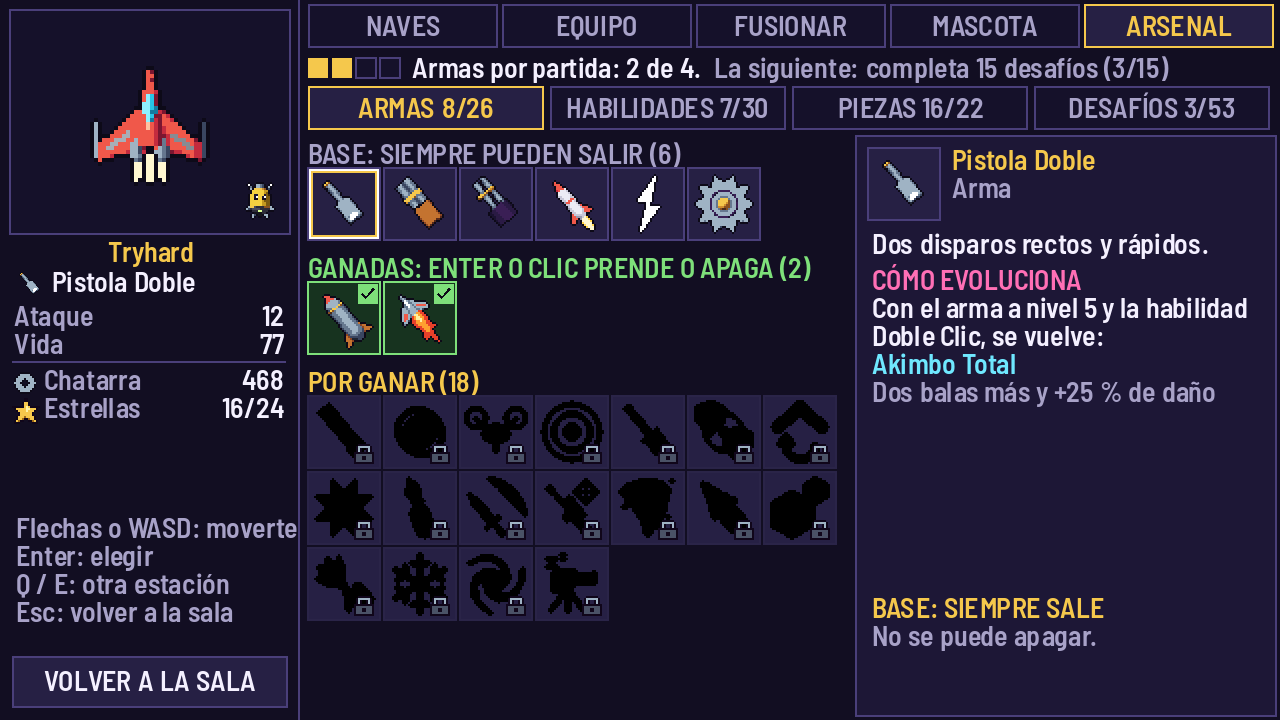 NAVES
EQUIPO
FUSIONAR
MASCOTA
ARSENAL
Armas por partida: 2 de 4. La siguiente: completa 15 desafíos (3/15)
ARMAS 8/26
HABILIDADES 7/30
PIEZAS 16/22
DESAFÍOS 3/53
Tryhard
Pistola Doble
Ataque 12
Vida 77
Chatarra 468
Estrellas 16/24
Flechas o WASD: moverte
Enter: elegir
Q / E: otra estación
Esc: volver a la sala
VOLVER A LA SALA
BASE: SIEMPRE PUEDEN SALIR (6)
GANADAS: ENTER O CLIC PRENDE O APAGA (2)
POR GANAR (18)
Pistola Doble
Arma
Dos disparos rectos y rápidos.
CÓMO EVOLUCIONA
Con el arma a nivel 5 y la habilidad
Doble Clic, se vuelve:
Akimbo Total
Dos balas más y +25 % de daño
BASE: SIEMPRE SALE
No se puede apagar.